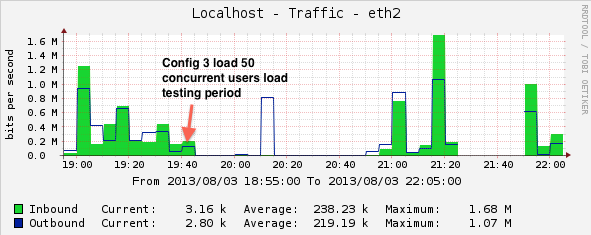 Localhost - Traffic - eth2
RRDTOOL / TOBI OETIKER
bits per second
1.6 M
1.4 M
1.2 M
1.0 M
0.8 M
0.6 M
0.4 M
0.2 M
0.0
Config 3 load 50
concurrent users load
testing period
19:00 19:20 19:40 20:00 20:20 20:40 21:00 21:20 21:40 22:00
From 2013/08/03 18:55:00 To 2013/08/03 22:05:00
Inbound Current: 3.16 k Average: 238.23 k Maximum: 1.68 M
Outbound Current: 2.80 k Average: 219.19 k Maximum: 1.07 M